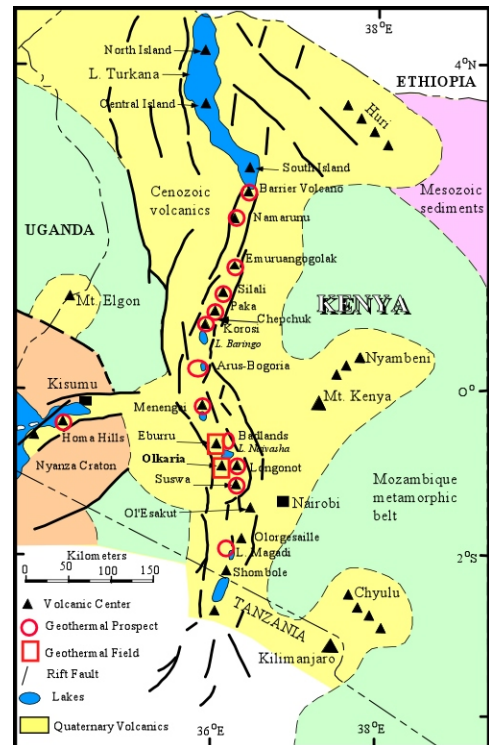 38°E
North Island
4°N
L. Turkana
ETHIOPIA
Central Island
Huri
South Island
Barrier Volcano
Cenozoic
volcanics
Mesozoic
sediments
Namarunu
UGANDA
Emuruangogolak
Silali
Mt. Elgon
Paka
KENYA
Chepchuk
Korosi
L. Baringo
Nyambeni
Arus-Bogoria
Kisumu
0°
Menengai
Mt. Kenya
Homa Hills
Eburru
Badlands
L. Naivasha
Olkaria
Longonot
Nyanza Craton
Suswa
Mozambique
metamorphic
belt
Nairobi
Ol'Esakut
Olorgesaille
Kilometers
0 50 100 150
L. Magadi
2°S
Shombole
Volcanic Center
Chyulu
Geothermal Prospect
TANZANIA
Geothermal Field
Kilimanjaro
Rift Fault
Lakes
Quaternary Volcanics
36°E
38°E